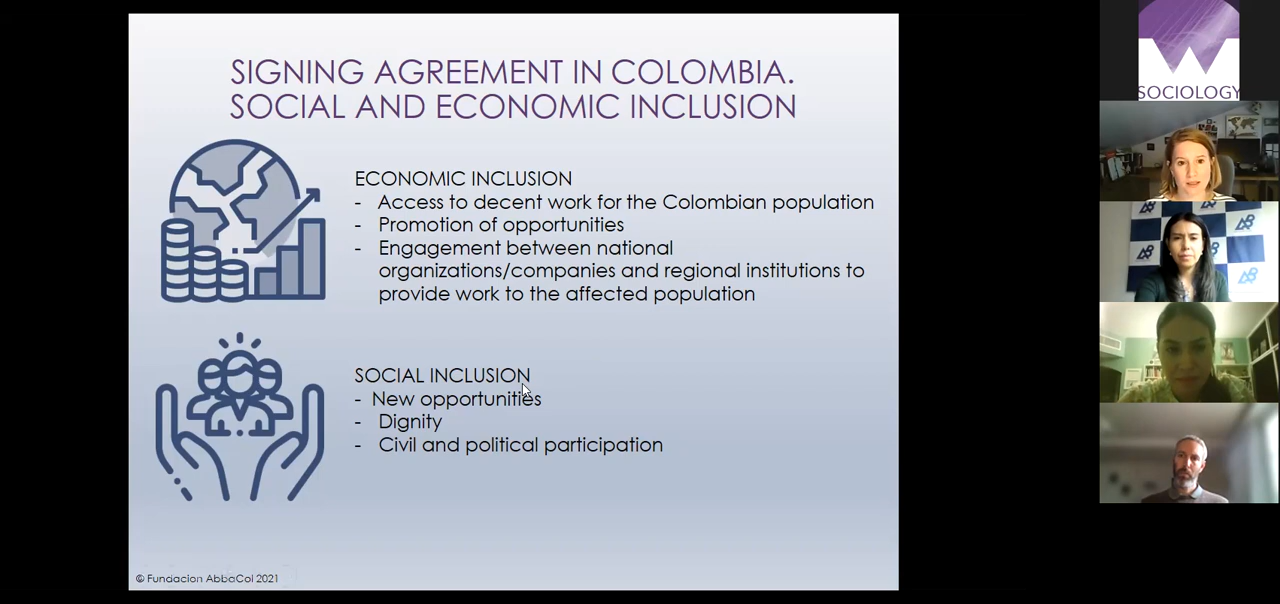 SIGNING AGREEMENT IN COLOMBIA.
SOCIAL AND ECONOMIC INCLUSION
ECONOMIC INCLUSION
- Access to decent work for the Colombian population
- Promotion of opportunities
- Engagement between national
organizations/companies and regional institutions to
provide work to the affected population
SOCIAL INCLUSION
- New opportunities
- Dignity
- Civil and political participation
© Fundacion AbbaCol 2021
W
SOCIOLOGY